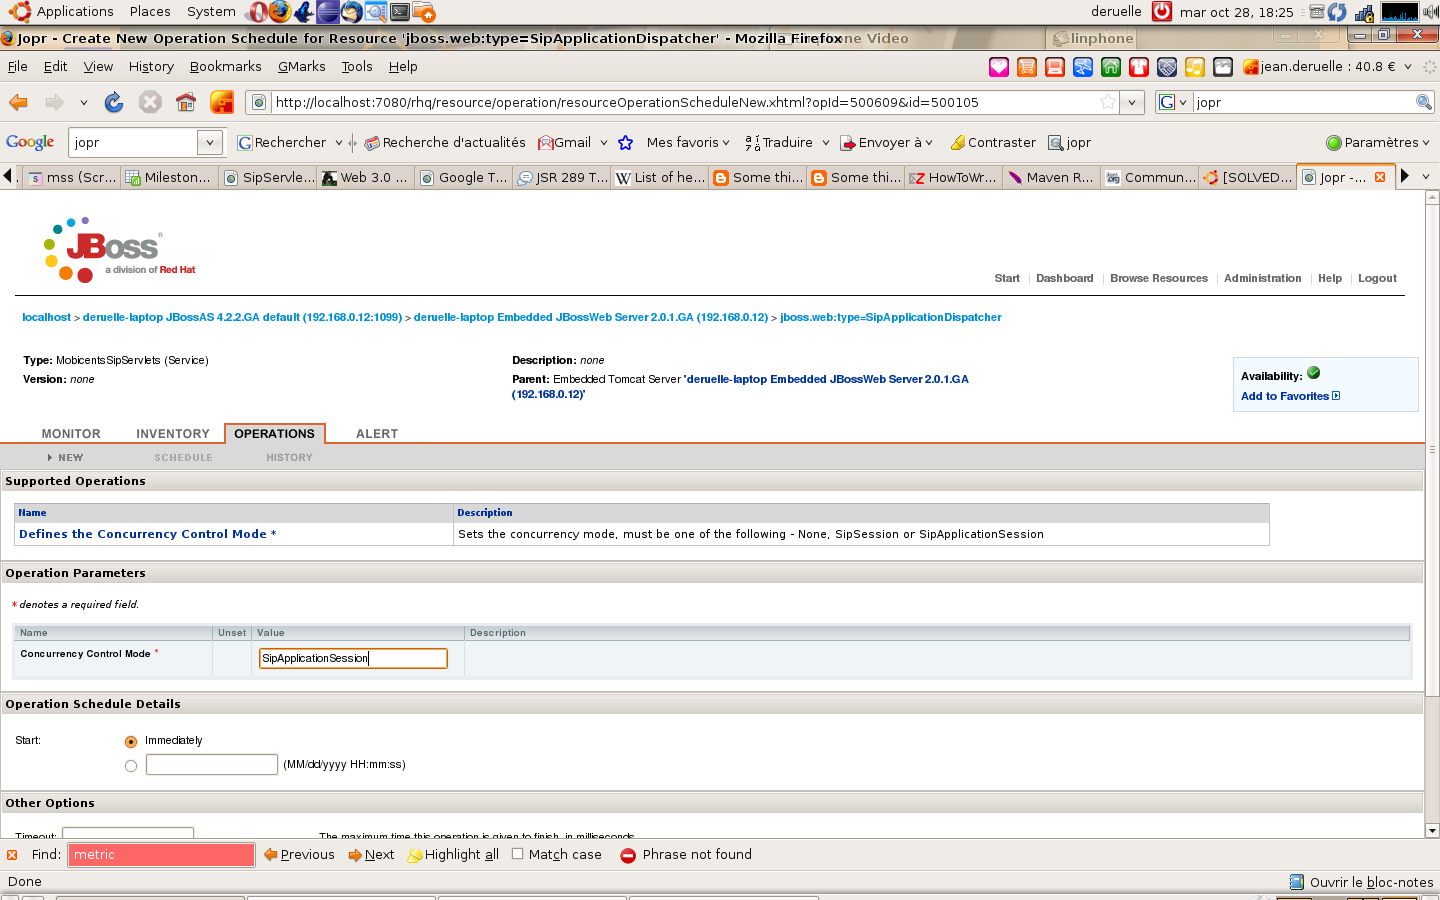 Applications Places System deruelle mar oct 28, 18:25
Jopr - Create New Operation Schedule for Resource 'jboss.web:type=SipApplicationDispatcher' - Mozilla Firefox
Video linphone
File Edit View History Bookmarks GMarks Tools Help jean.deruelle : 40.8 €
http://localhost:7080/rhq/resource/operation/resourceOperationScheduleNew.xhtml?opId=500609&id=500105 G jopr
Google jopr Rechercher Recherche d'actualités Gmail Mes favoris Traduire Envoyer à Contraster jopr Paramètres
mss (Scr... Mileston... SipServle... Web 3.0 ... Google T... JSR 289 T... List of he... Some thi... Some thi... HowToWr... Maven R... Commun... [SOLVED... Jopr -...
JBoss
a division of Red Hat
Start Dashboard Browse Resources Administration Help Logout
localhost > deruelle-laptop JBossAS 4.2.2.GA default (192.168.0.12:1099) > deruelle-laptop Embedded JBossWeb Server 2.0.1.GA (192.168.0.12) > jboss.web:type=SipApplicationDispatcher
Type: MobicentsSipServlets (Service) Description: none
Version: none Parent: Embedded Tomcat Server 'deruelle-laptop Embedded JBossWeb Server 2.0.1.GA
(192.168.0.12)'
Availability:
Add to Favorites
MONITOR INVENTORY OPERATIONS ALERT
NEW SCHEDULE HISTORY
Supported Operations
Name Description
Defines the Concurrency Control Mode * Sets the concurrency mode, must be one of the following - None, SipSession or SipApplicationSession
Operation Parameters
* denotes a required field.
Name Unset Value Description
Concurrency Control Mode * SipApplicationSession
Operation Schedule Details
Start: Immediately
(MM/dd/yyyy HH:mm:ss)
Other Options
Timeout: The maximum time this operation is given to finish, in milliseconds.
Find: metric Previous Next Highlight all Match case Phrase not found
Done Ouvrir le bloc-notes